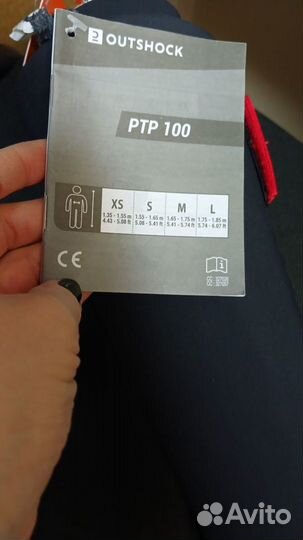 OUTSHOCK
PTP 100
XS S M L
1.35 - 1.55 m 1.55 - 1.65 m 1.65 - 1.75 m 1.75 - 1.85 m
4.43 - 5.08 ft 5.08 - 5.41 ft 5.41 - 5.74 ft 5.74 - 6.07 ft
CE
i
Avito